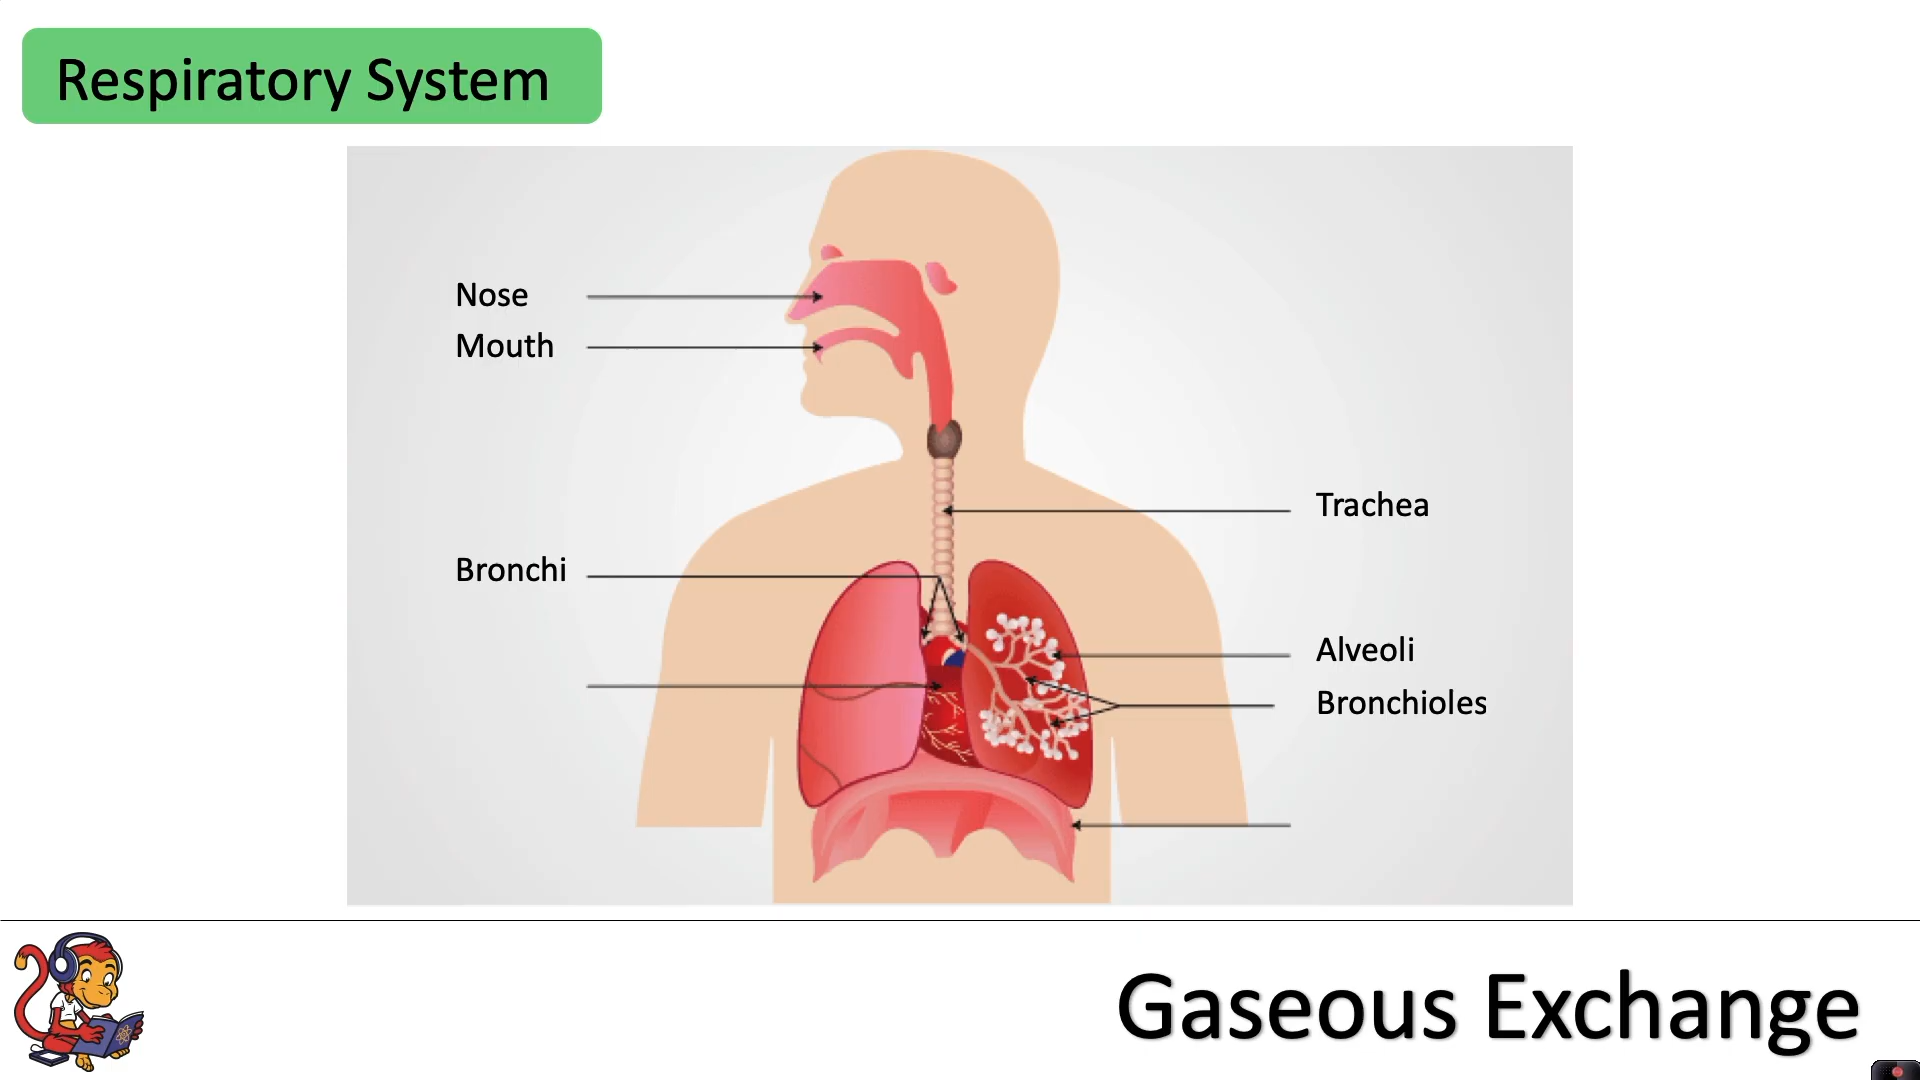 Respiratory System
Nose
Mouth
Trachea
Bronchi
Alveoli
Bronchioles
Gaseous Exchange